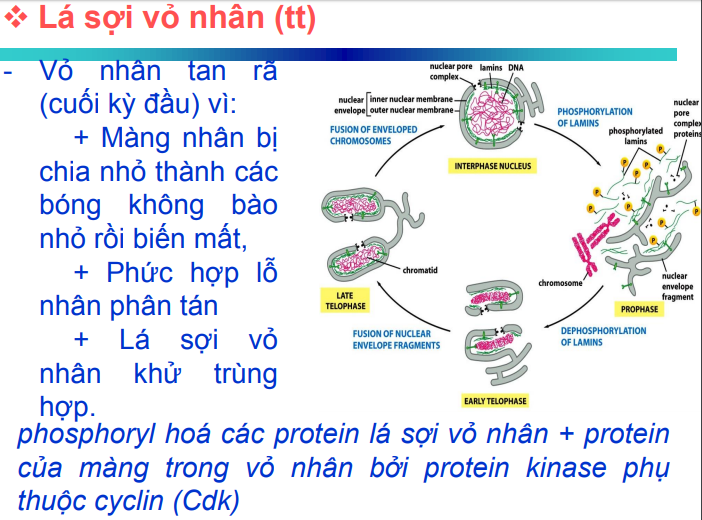 ❖ Lá sợi vỏ nhân (tt)
- Vỏ nhân tan rã
(cuối kỳ đầu) vì:
+ Màng nhân bị
chia nhỏ thành các
bóng không bào
nhỏ rồi biến mất,
+ Phức hợp lỗ
nhân phân tán
+ Lá sợi vỏ
nhân khử trùng
hợp.
phosphoryl hoá các protein lá sợi vỏ nhân + protein
của màng trong vỏ nhân bởi protein kinase phụ
thuộc cyclin (Cdk)
nuclear pore
complex
lamins
DNA
nuclear
envelope
inner nuclear membrane
outer nuclear membrane
FUSION OF ENVELOPED
CHROMOSOMES
INTERPHASE NUCLEUS
PHOSPHORYLATION
OF LAMINS
phosphorylated
lamins
nuclear
pore
complex
proteins
P
P
P
P
P
P
P
P
P
P
chromosome
nuclear
envelope
fragment
PROPHASE
DEPHOSPHORYLATION
OF LAMINS
EARLY TELOPHASE
FUSION OF NUCLEAR
ENVELOPE FRAGMENTS
chromatid
LATE
TELOPHASE